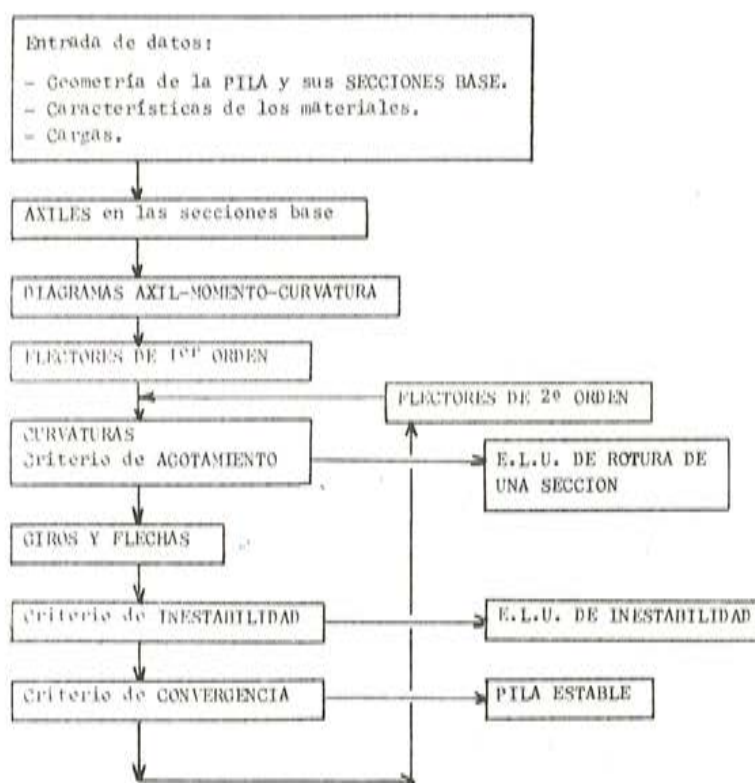 Entrada de datos:
- Geometría de la PILA y sus SECCIONES BASE.
- Características de los materiales.
- Cargas.
AXILES en las secciones base
DIAGRAMAS AXIL-MOMENTO-CURVATURA
FLECTORES DE 1er ORDEN
FLECTORES DE 2º ORDEN
CURVATURAS
Criterio de AGOTAMIENTO
E.L.U. DE ROTURA DE
UNA SECCION
GIROS Y FLECHAS
Criterio de INESTABILIDAD
E.L.U. DE INESTABILIDAD
Criterio de CONVERGENCIA
PILA ESTABLE